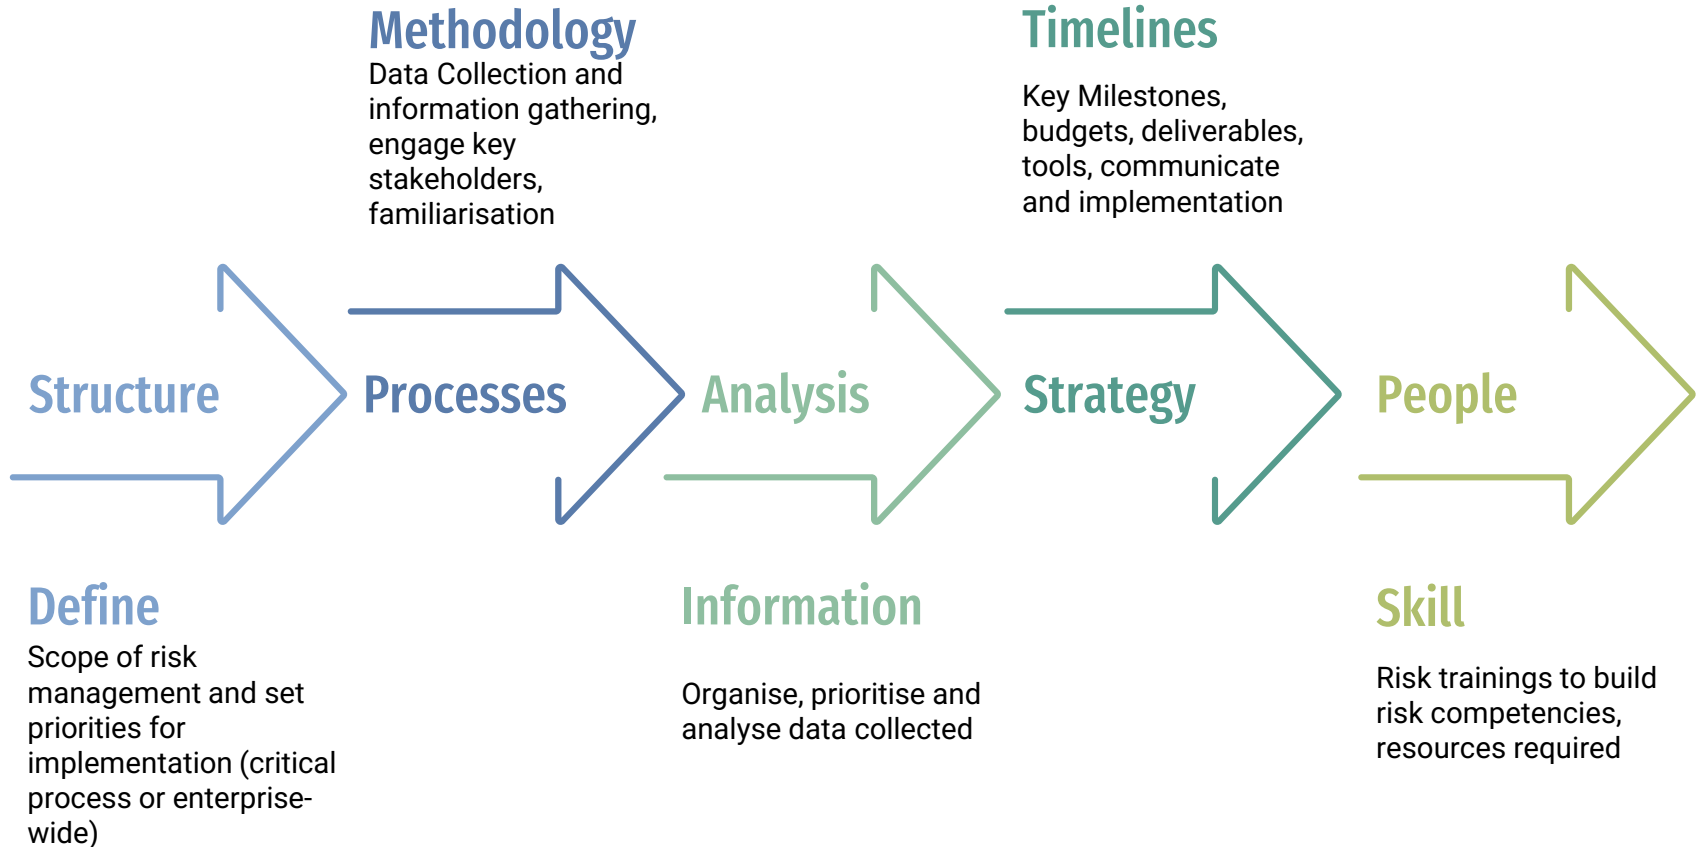 Methodology
Data Collection and
information gathering,
engage key
stakeholders,
familiarisation
Timelines
Key Milestones,
budgets, deliverables,
tools, communicate
and implementation
Structure
Processes
Analysis
Strategy
People
Define
Scope of risk
management and set
priorities for
implementation (critical
process or enterprise-
wide)
Information
Organise, prioritise and
analyse data collected
Skill
Risk trainings to build
risk competencies,
resources required